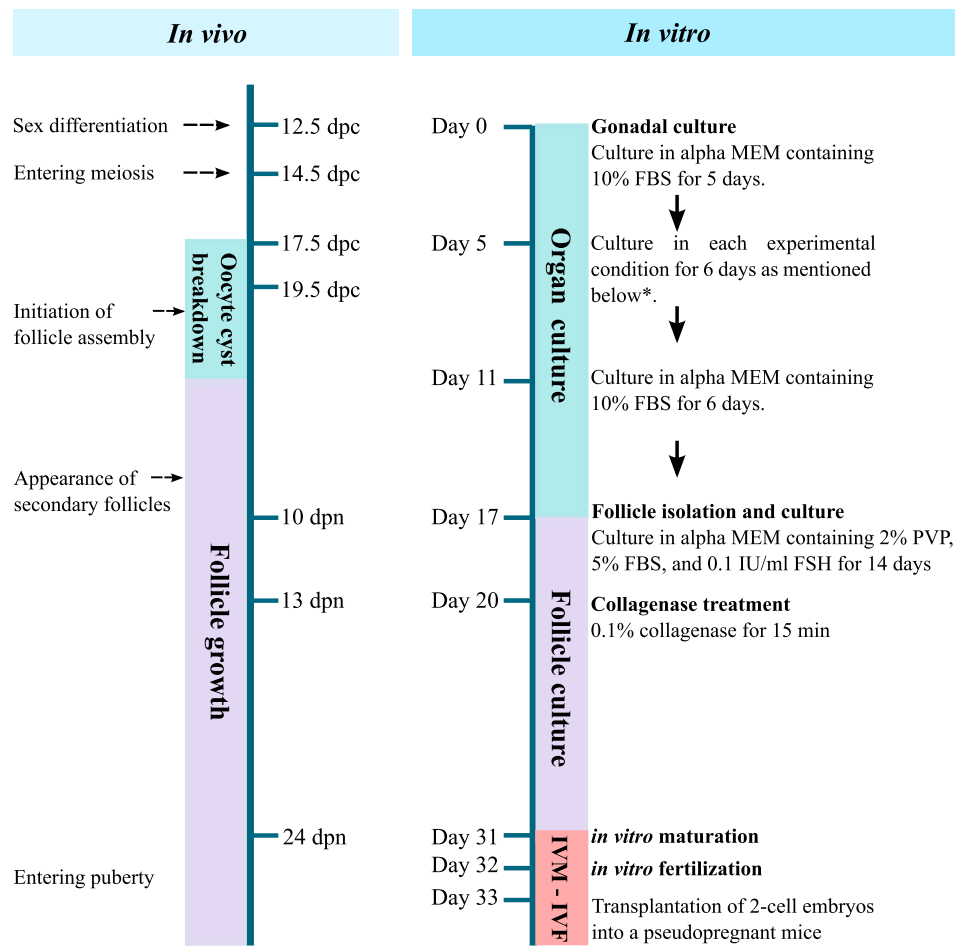 In vivo
Sex differentiation
12.5 dpc
Entering meiosis
14.5 dpc
17.5 dpc
Oocyte cyst
breakdown
19.5 dpc
Initiation of
follicle assembly
Appearance of
secondary follicles
10 dpn
Follicle growth
13 dpn
24 dpn
Entering puberty
In vitro
Day 0
Gonadal culture
Culture in alpha MEM containing
10% FBS for 5 days.
Day 5
Culture in each experimental
condition for 6 days as mentioned
below*.
Organ culture
Day 11
Culture in alpha MEM containing
10% FBS for 6 days.
Day 17
Follicle isolation and culture
Culture in alpha MEM containing 2% PVP,
5% FBS, and 0.1 IU/ml FSH for 14 days
Day 20
Collagenase treatment
0.1% collagenase for 15 min
Follicle culture
Day 31
in vitro maturation
Day 32
in vitro fertilization
IVM - IVF
Day 33
Transplantation of 2-cell embryos
into a pseudopregnant mice